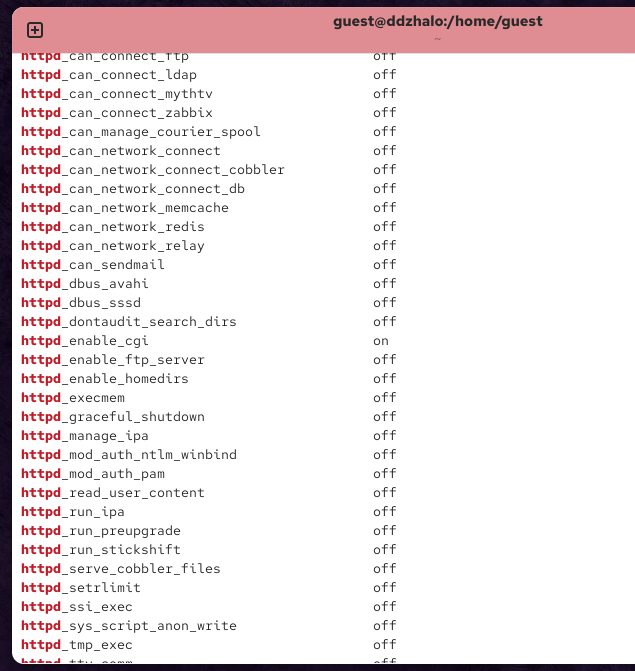 guest@ddzhalo:/home/guest
~
httpd_can_connect_ftp off
httpd_can_connect_ldap off
httpd_can_connect_mythtv off
httpd_can_connect_zabbix off
httpd_can_manage_courier_spool off
httpd_can_network_connect off
httpd_can_network_connect_cobbler off
httpd_can_network_connect_db off
httpd_can_network_memcache off
httpd_can_network_redis off
httpd_can_network_relay off
httpd_can_sendmail off
httpd_dbus_avahi off
httpd_dbus_sssd off
httpd_dontaudit_search_dirs off
httpd_enable_cgi on
httpd_enable_ftp_server off
httpd_enable_homedirs off
httpd_execmem off
httpd_graceful_shutdown off
httpd_manage_ipa off
httpd_mod_auth_ntlm_winbind off
httpd_mod_auth_pam off
httpd_read_user_content off
httpd_run_ipa off
httpd_run_preupgrade off
httpd_run_stickshift off
httpd_serve_cobbler_files off
httpd_setrlimit off
httpd_ssi_exec off
httpd_sys_script_anon_write off
httpd_tmp_exec off
httpd_tty_comm off